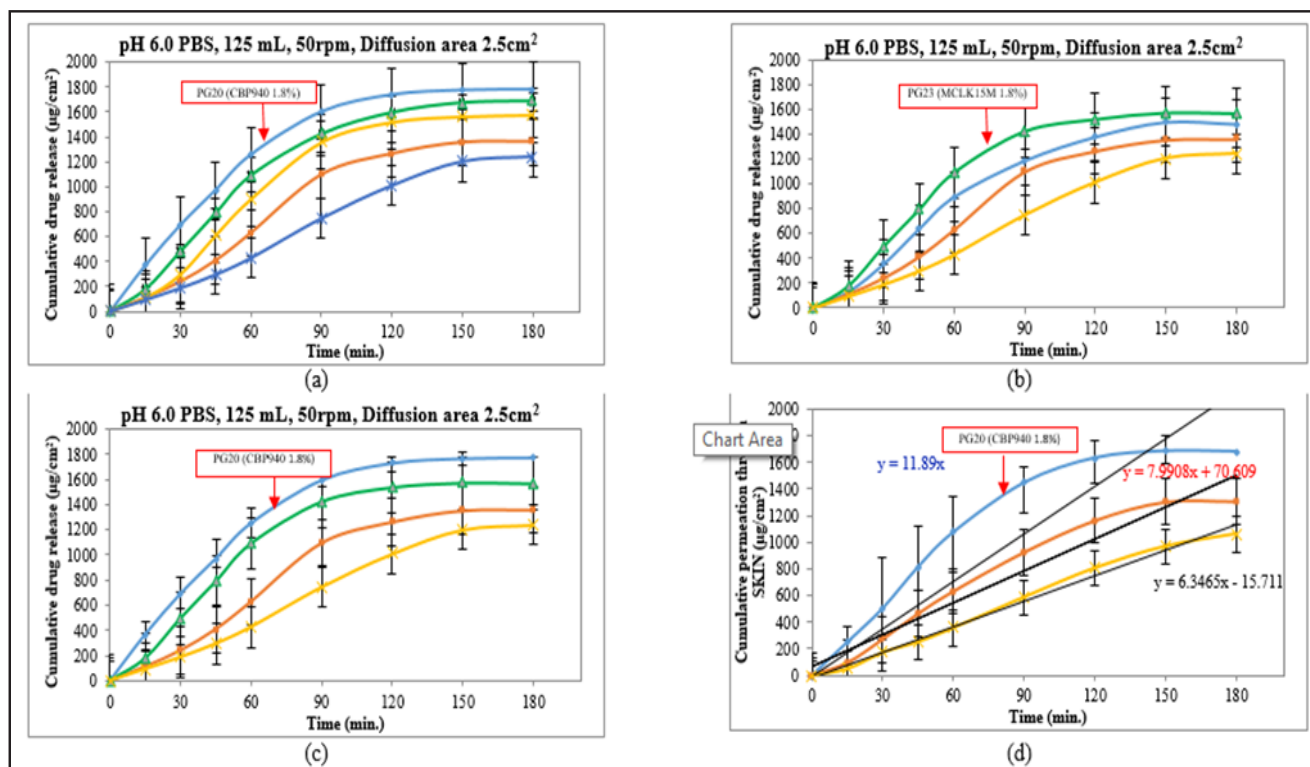 pH 6.0 PBS, 125 mL, 50rpm, Diffusion area 2.5cm²
Cumulative drug release (µg/cm²)
2000
1800
1600
1400
1200
1000
800
600
400
200
0
PG20 (CBP940 1.8%)
0 30 60 90 120 150 180
Time (min.)
(a)
pH 6.0 PBS, 125 mL, 50rpm, Diffusion area 2.5cm²
Cumulative drug release (µg/cm²)
2000
1800
1600
1400
1200
1000
800
600
400
200
0
PG23 (MCLK15M 1.8%)
0 30 60 90 120 150 180
Time (min.)
(b)
pH 6.0 PBS, 125 mL, 50rpm, Diffusion area 2.5cm²
Cumulative drug release (µg/cm²)
2000
1800
1600
1400
1200
1000
800
600
400
200
0
PG20 (CBP940 1.8%)
0 30 60 90 120 150 180
Time (min.)
(c)
Chart Area
Cumulative permeation thr
SKIN (µg/cm²)
2000
1800
1600
1400
1200
1000
800
600
400
200
0
PG20 (CBP940 1.8%)
y = 11.89x
y = 7.9908x + 70.609
y = 6.3465x - 15.711
0 30 60 90 120 150 180
Time (min.)
(d)